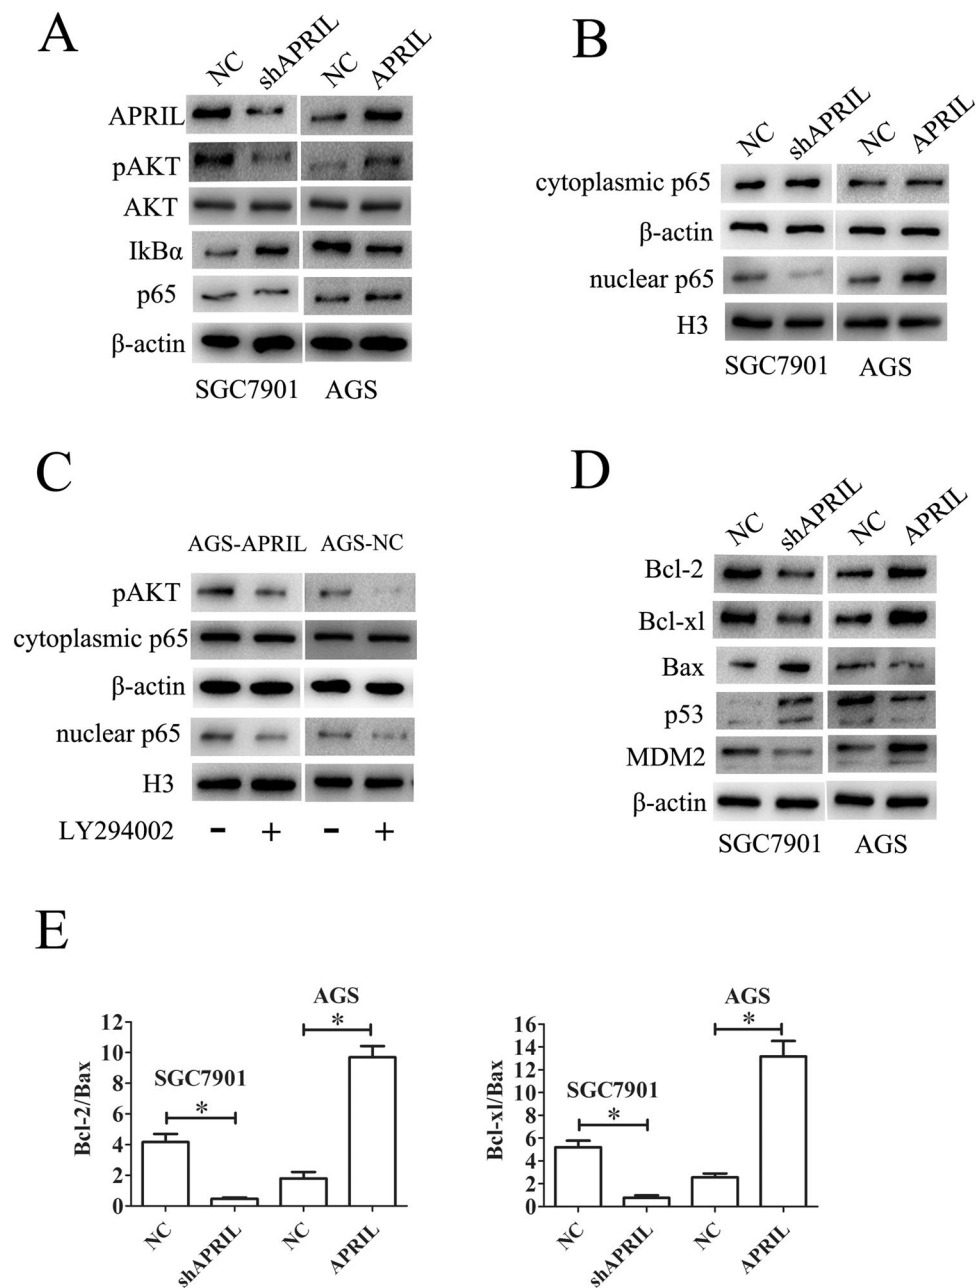 A
NC shAPRIL NC APRIL
APRIL
pAKT
AKT
IkBα
p65
β-actin
SGC7901 AGS
B
NC shAPRIL NC APRIL
cytoplasmic p65
β-actin
nuclear p65
H3
SGC7901 AGS
C
AGS-APRIL AGS-NC
pAKT
cytoplasmic p65
β-actin
nuclear p65
H3
LY294002 - + - +
D
NC shAPRIL NC APRIL
Bcl-2
Bcl-xl
Bax
p53
MDM2
β-actin
SGC7901 AGS
E
Bcl-2/Bax
12
10
8
6
4
2
0
SGC7901
*
AGS
*
NC shAPRIL NC APRIL
Bcl-xl/Bax
16
14
12
10
8
6
4
2
0
SGC7901
*
AGS
*
NC shAPRIL NC APRIL